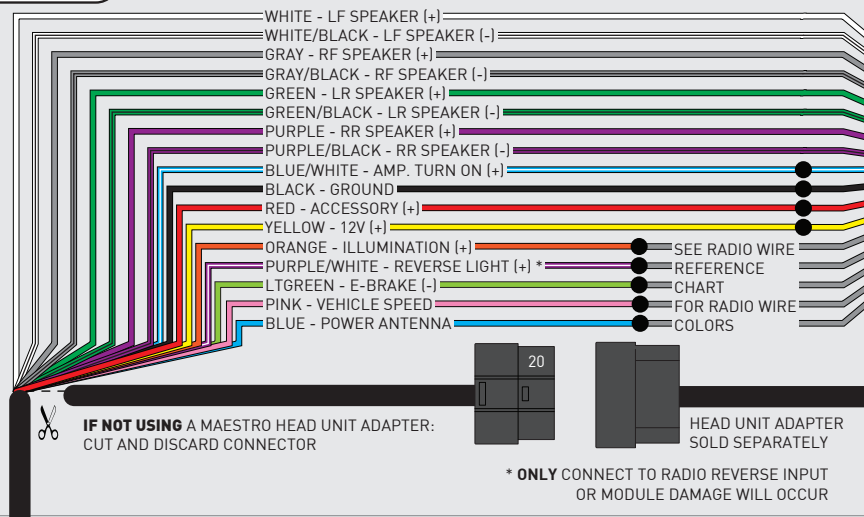 WHITE - LF SPEAKER (+)
WHITE/BLACK - LF SPEAKER (-)
GRAY - RF SPEAKER (+)
GRAY/BLACK - RF SPEAKER (-)
GREEN - LR SPEAKER (+)
GREEN/BLACK - LR SPEAKER (-)
PURPLE - RR SPEAKER (+)
PURPLE/BLACK - RR SPEAKER (-)
BLUE/WHITE - AMP. TURN ON (+)
BLACK - GROUND
RED - ACCESSORY (+)
YELLOW - 12V (+)
ORANGE - ILLUMINATION (+)
PURPLE/WHITE - REVERSE LIGHT (+) *
LTGREEN - E-BRAKE (-)
PINK - VEHICLE SPEED
BLUE - POWER ANTENNA
SEE RADIO WIRE
REFERENCE
CHART
FOR RADIO WIRE
COLORS
20
IF NOT USING A MAESTRO HEAD UNIT ADAPTER:
CUT AND DISCARD CONNECTOR
HEAD UNIT ADAPTER
SOLD SEPARATELY
* ONLY CONNECT TO RADIO REVERSE INPUT
OR MODULE DAMAGE WILL OCCUR